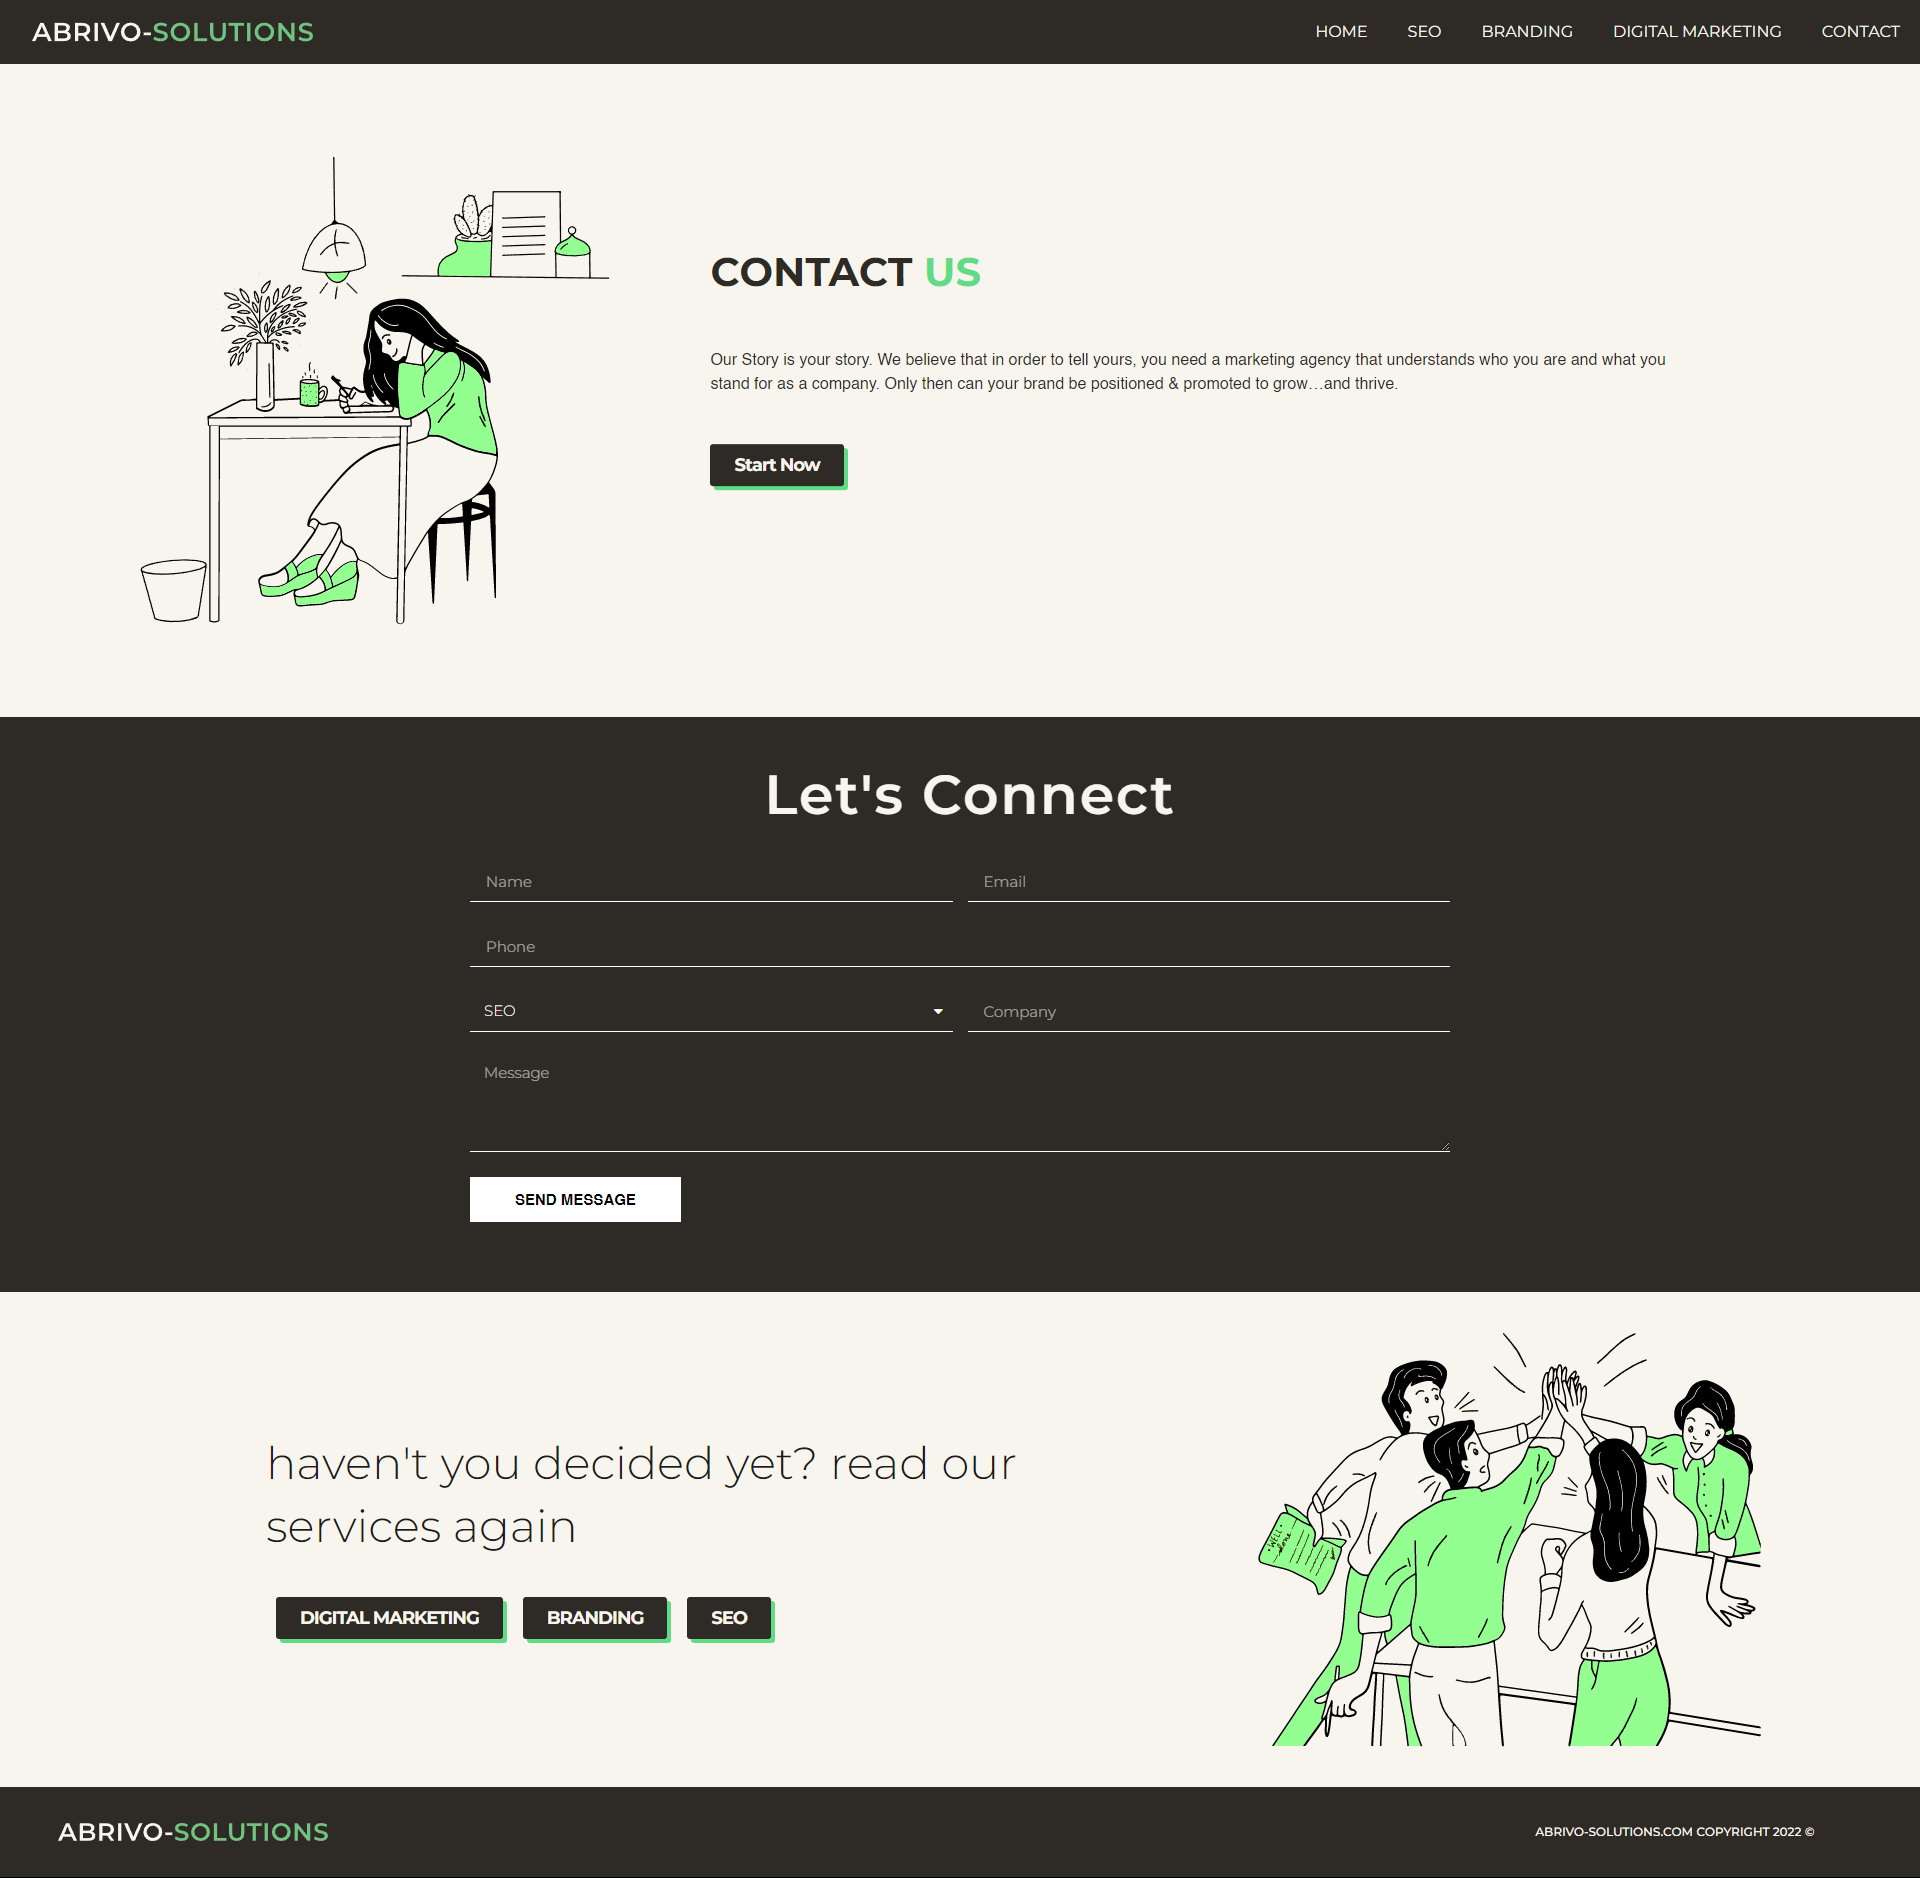 ABRIVO-SOLUTIONS
HOME SEO BRANDING DIGITAL MARKETING CONTACT
CONTACT US
Our Story is your story. We believe that in order to tell yours, you need a marketing agency that understands who you are and what you
stand for as a company. Only then can your brand be positioned & promoted to grow…and thrive.
Start Now
Let's Connect
Name Email
Phone
SEO Company
Message
SEND MESSAGE
haven't you decided yet? read our
services again
DIGITAL MARKETING BRANDING SEO
WELL
done
ABRIVO-SOLUTIONS
ABRIVO-SOLUTIONS.COM COPYRIGHT 2022 ©